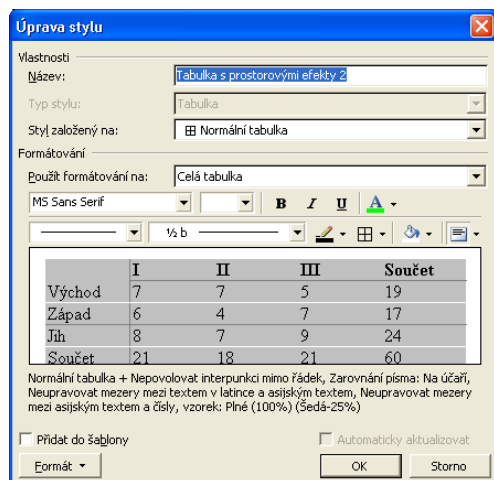 Úprava stylu
Vlastnosti
Název: Tabulka s prostorovými efekty 2
Typ stylu: Tabulka
Styl založený na: Normální tabulka
Formátování
Použít formátování na: Celá tabulka
MS Sans Serif B I U A
½ b
I II III Součet
Východ 7 7 5 19
Západ 6 4 7 17
Jih 8 7 9 24
Součet 21 18 21 60
Normální tabulka + Nepovolovat interpunkci mimo řádek, Zarovnání písma: Na účaří,
Neupravovat mezery mezi textem v latince a asijským textem, Neupravovat mezery
mezi asijským textem a čísly, vzorek: Plné (100%) (Šedá-25%)
Přidat do šablony Automaticky aktualizovat
Formát OK Storno